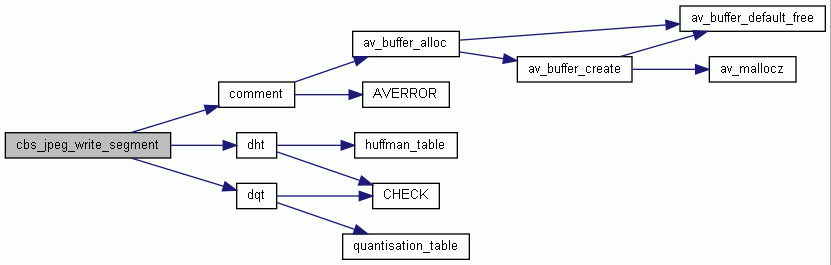 av_buffer_default_free
av_buffer_alloc
av_buffer_create
av_mallocz
comment
AVERROR
cbs_jpeg_write_segment
dht
huffman_table
dqt
CHECK
quantisation_table